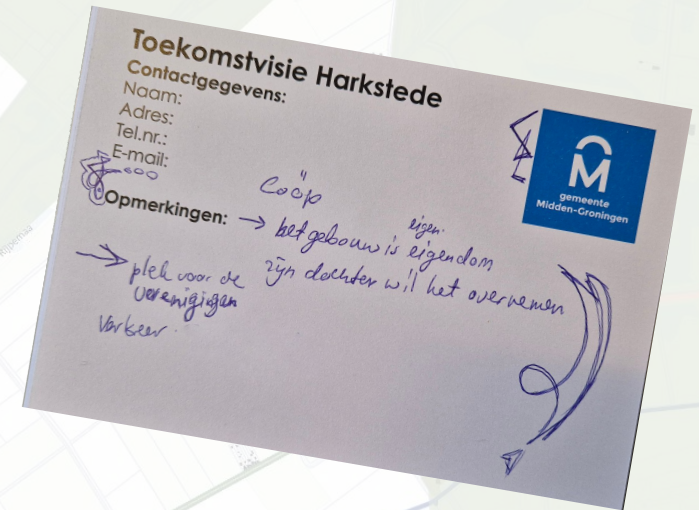 Toekomstvisie Harkstede
Contactgegevens:
Naam:
Adres:
Tel.nr.:
E-mail:
gemeente
Midden-Groningen
Coöp
Opmerkingen: → het gebouw is eigendom
eigen.
zijn dochter wil het overnemen
→ plek voor de
verenigingen
Verkeer.
Rijpemaad